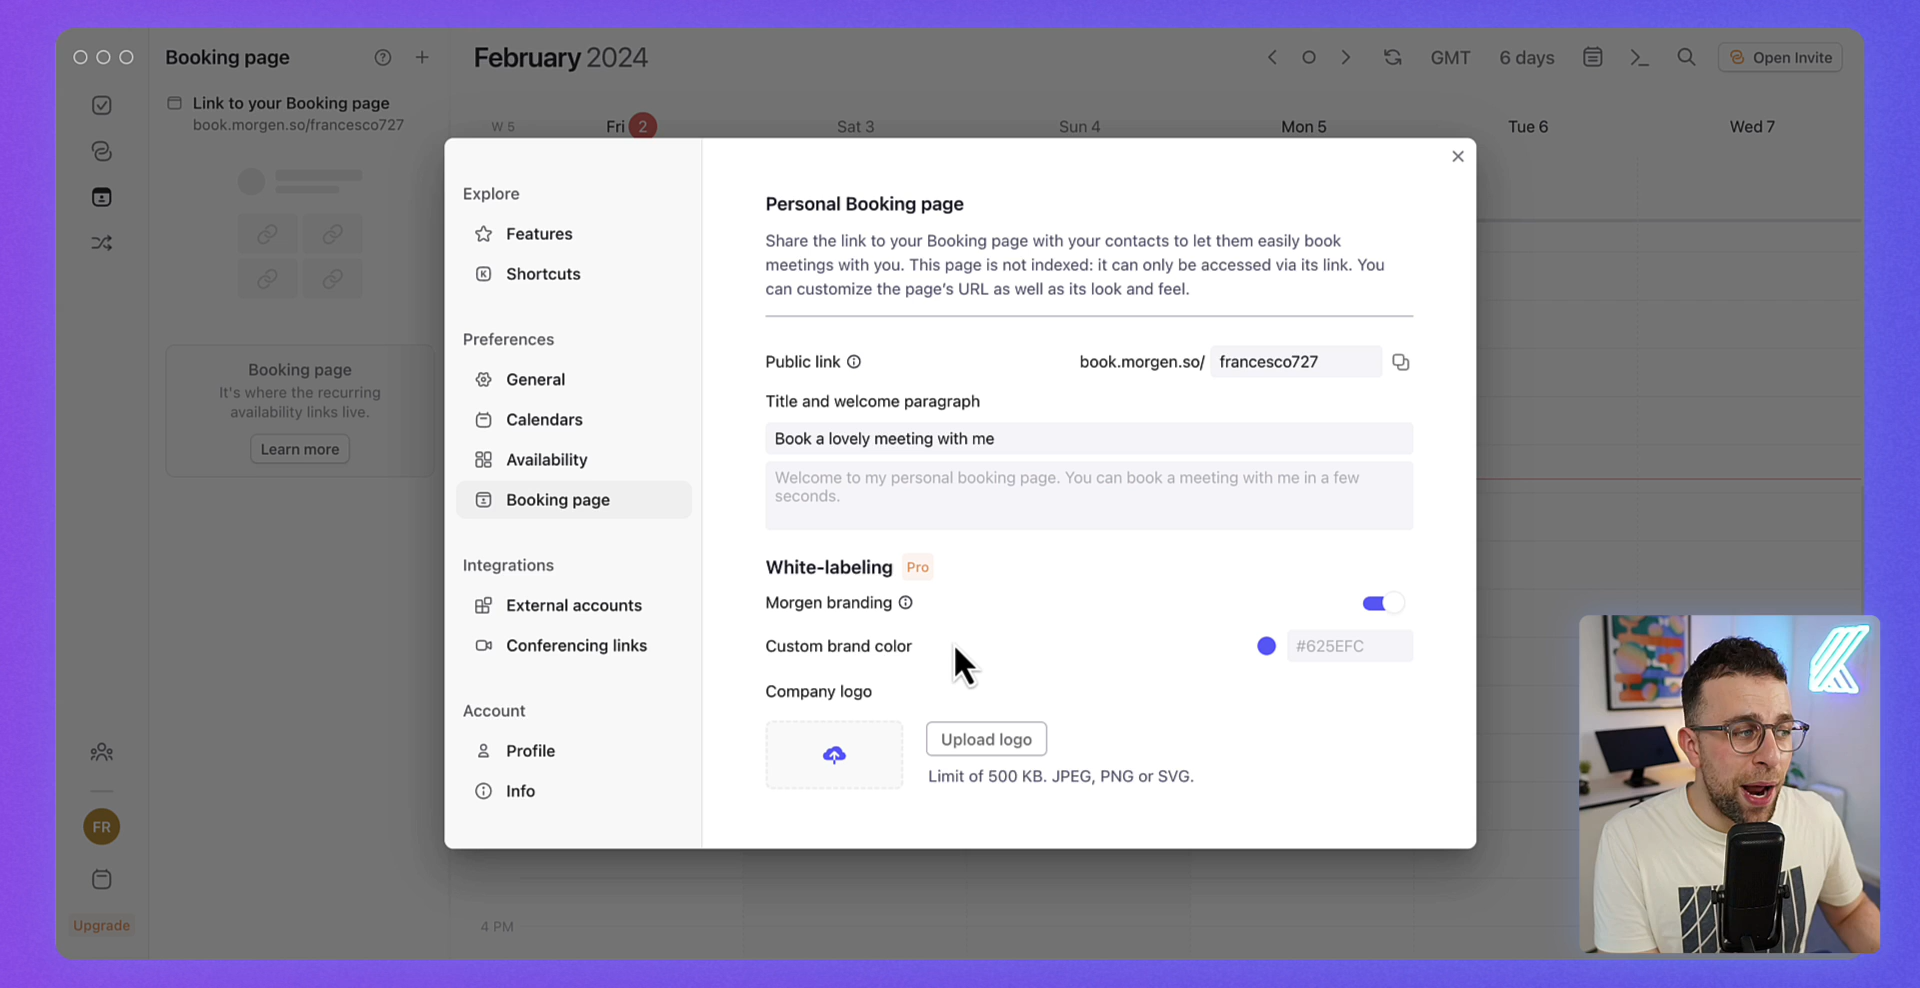 Booking page
Link to your Booking page
book.morgen.so/francesco727
Booking page
It's where the recurring
availability links live.
Learn more
FR
Upgrade
February 2024
GMT
6 days
Open Invite
W 5
Fri 2
Sat 3
Sun 4
Mon 5
Tue 6
Wed 7
4 PM
Explore
Features
K
Shortcuts
Preferences
General
Calendars
Availability
Booking page
Integrations
External accounts
Conferencing links
Account
Profile
Info
Personal Booking page
Share the link to your Booking page with your contacts to let them easily book
meetings with you. This page is not indexed: it can only be accessed via its link. You
can customize the page's URL as well as its look and feel.
Public link
book.morgen.so/ francesco727
Title and welcome paragraph
Book a lovely meeting with me
Welcome to my personal booking page. You can book a meeting with me in a few
seconds.
White-labeling Pro
Morgen branding
Custom brand color
#625EFC
Company logo
Upload logo
Limit of 500 KB. JPEG, PNG or SVG.